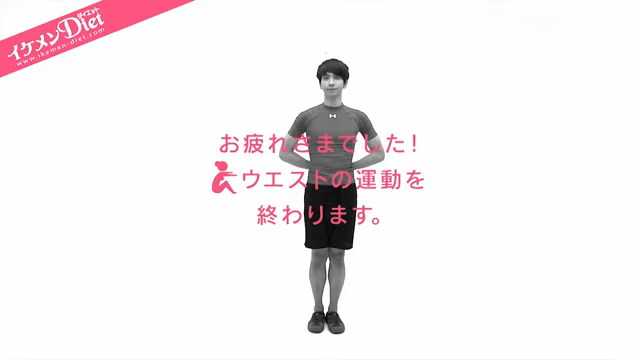 イケメンDiet
ダイエット
www.ikemen-diet.com
お疲れさまでした!
ウエストの運動を
終わります。